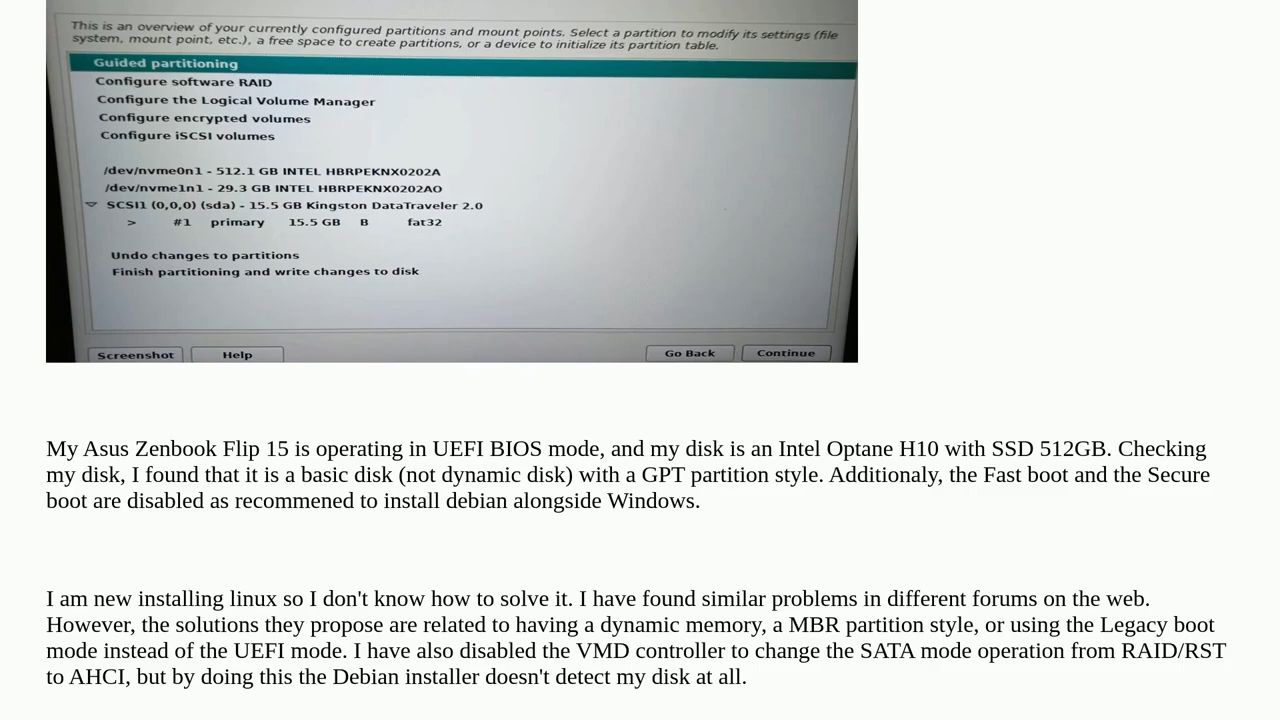 This is an overview of your currently configured partitions and mount points. Select a partition to modify its settings (file
system, mount point, etc.), a free space to create partitions, or a device to initialize its partition table.
Guided partitioning
Configure software RAID
Configure the Logical Volume Manager
Configure encrypted volumes
Configure iSCSI volumes
/dev/nvme0n1 - 512.1 GB INTEL HBRPEKNX0202A
/dev/nvme1n1 - 29.3 GB INTEL HBRPEKNX0202AO
SCSI1 (0,0,0) (sda) - 15.5 GB Kingston DataTraveler 2.0
> #1 primary 15.5 GB B fat32
Undo changes to partitions
Finish partitioning and write changes to disk
Screenshot Help Go Back Continue
My Asus Zenbook Flip 15 is operating in UEFI BIOS mode, and my disk is an Intel Optane H10 with SSD 512GB. Checking
my disk, I found that it is a basic disk (not dynamic disk) with a GPT partition style. Additionaly, the Fast boot and the Secure
boot are disabled as recommened to install debian alongside Windows.
I am new installing linux so I don't know how to solve it. I have found similar problems in different forums on the web.
However, the solutions they propose are related to having a dynamic memory, a MBR partition style, or using the Legacy boot
mode instead of the UEFI mode. I have also disabled the VMD controller to change the SATA mode operation from RAID/RST
to AHCI, but by doing this the Debian installer doesn't detect my disk at all.